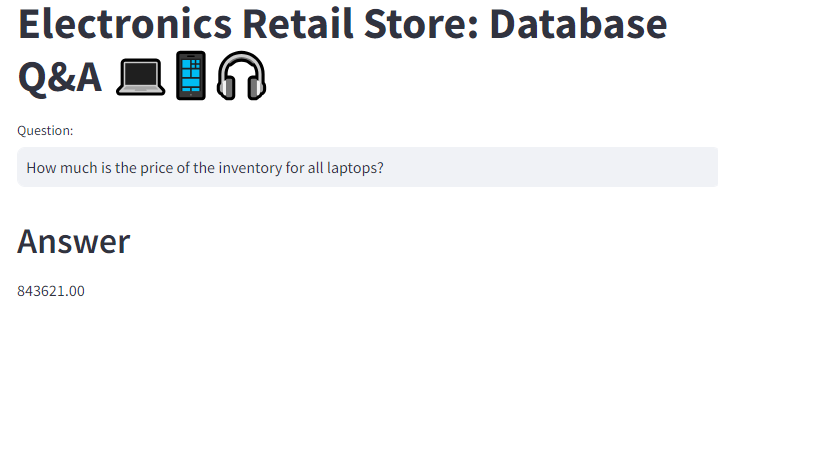 Electronics Retail Store: Database
Q&A
Question:
How much is the price of the inventory for all laptops?
Answer
843621.00